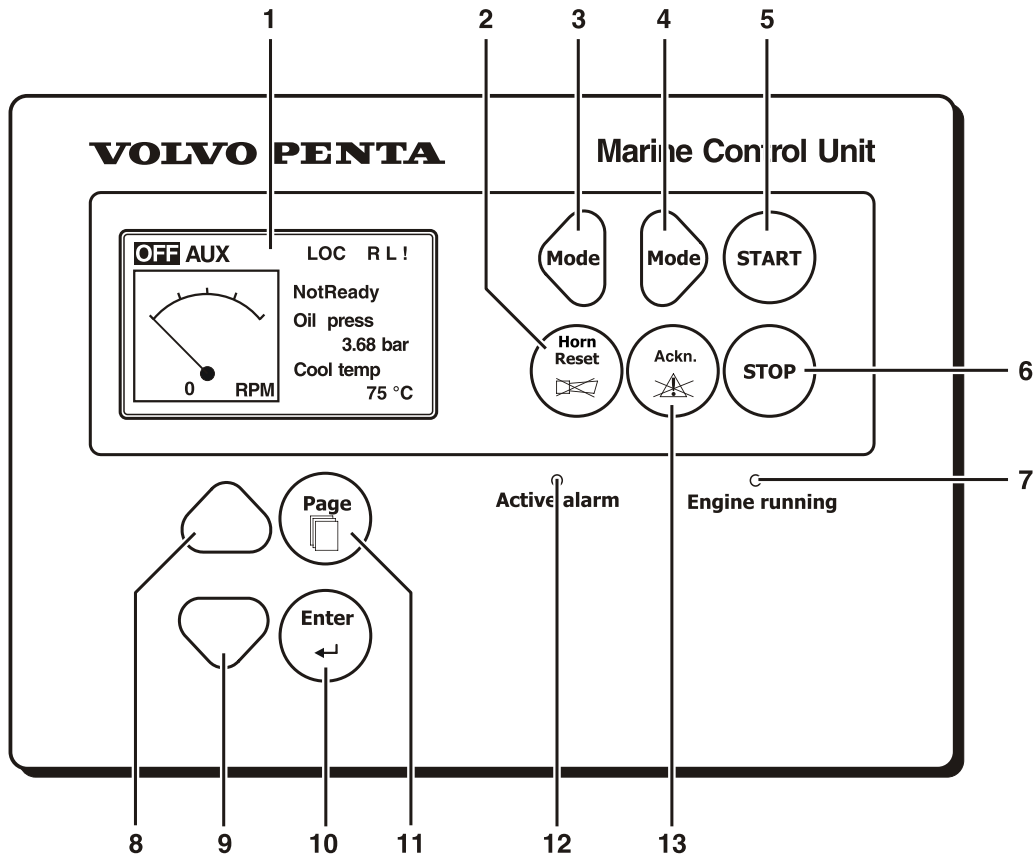 1 2 3 4 5
VOLVO PENTA Marine Control Unit
OFF AUX LOC R L !
NotReady
Oil press
3.68 bar
Cool temp
75 °C
0 RPM
Mode Mode START
Horn
Reset
Ackn.
STOP 6
7
Active alarm Engine running
Page
Enter
8 9 10 11 12 13